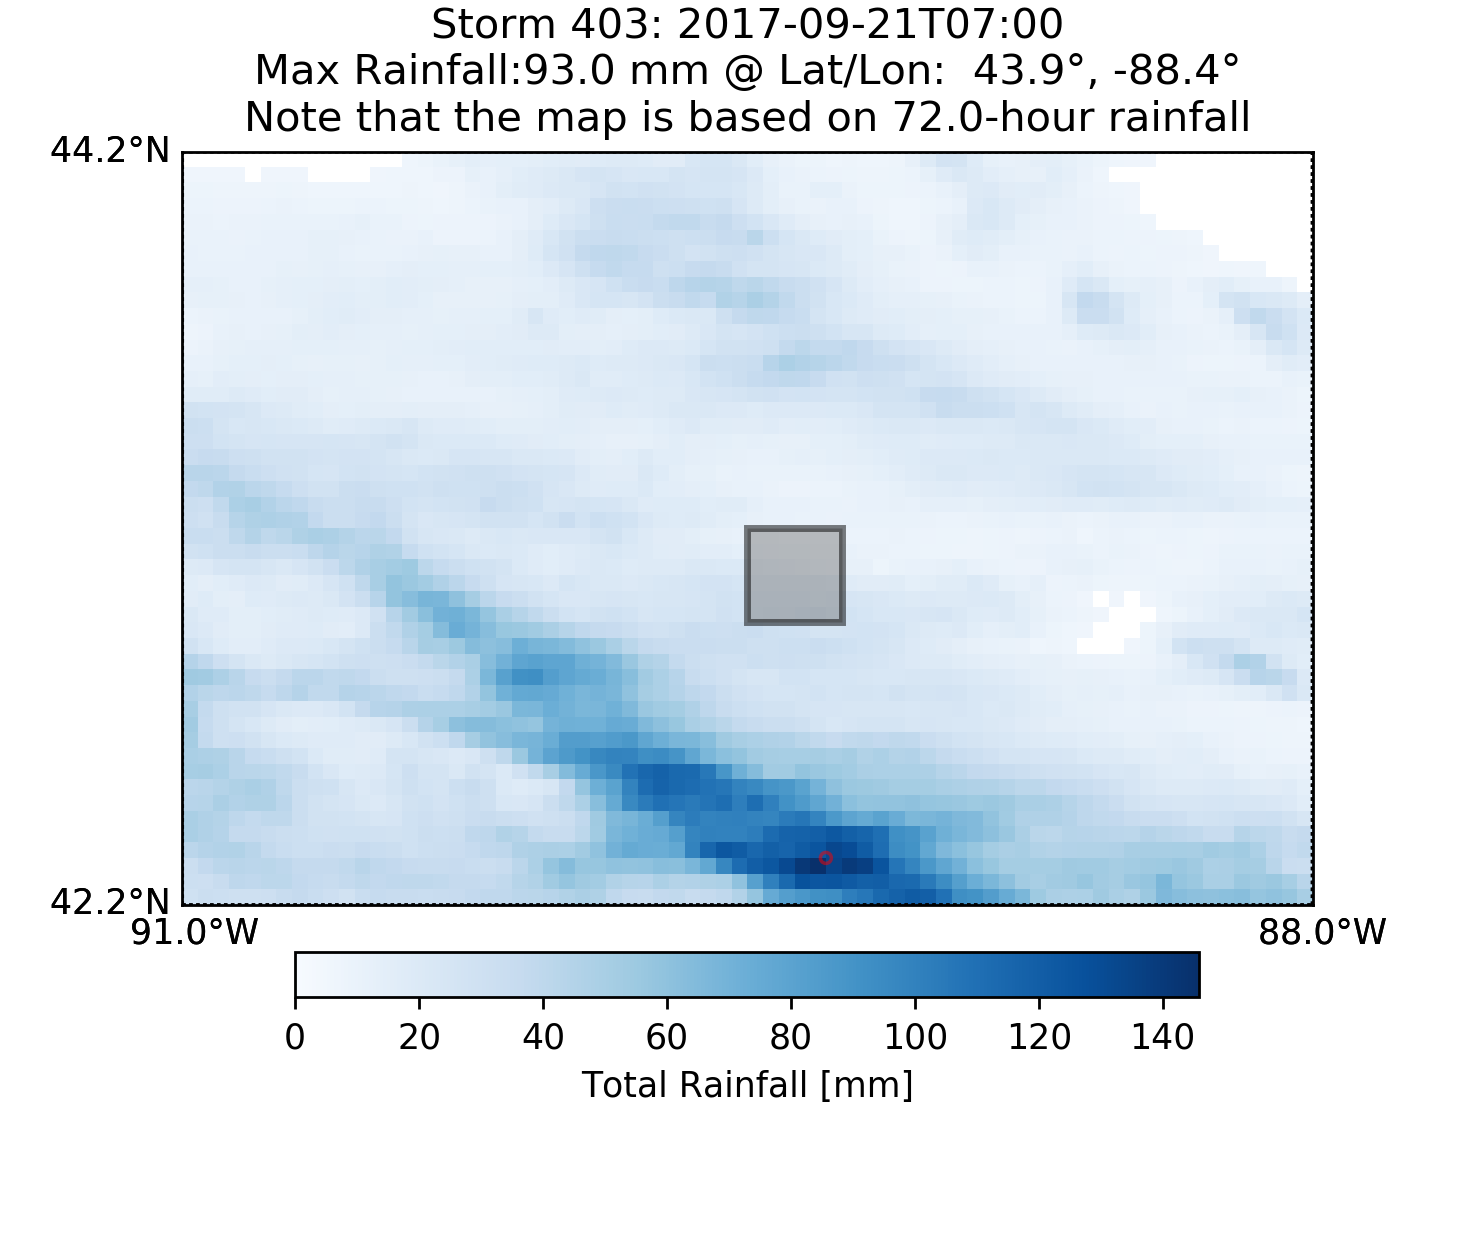 Storm 403: 2017-09-21T07:00
Max Rainfall:93.0 mm @ Lat/Lon:  43.9°, -88.4°
Note that the map is based on 72.0-hour rainfall
44.2°N
42.2°N
91.0°W 88.0°W
0 20 40 60 80 100 120 140
Total Rainfall [mm]